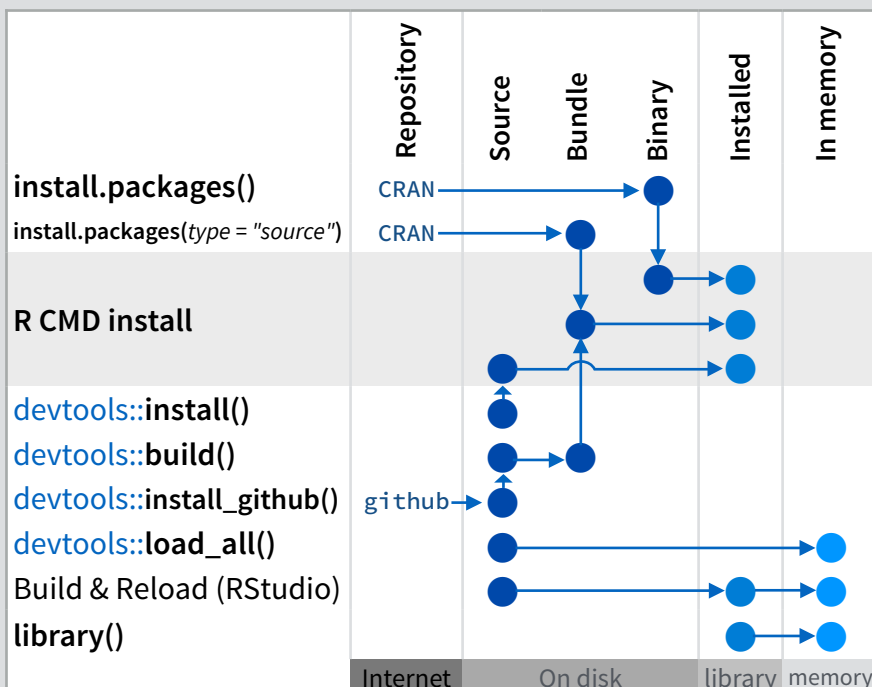 Repository
Source
Bundle
Binary
Installed
In memory
install.packages()
CRAN
install.packages(type = "source")
CRAN
R CMD install
devtools::install()
devtools::build()
devtools::install_github()
github
devtools::load_all()
Build & Reload (RStudio)
library()
Internet
On disk
library
memory